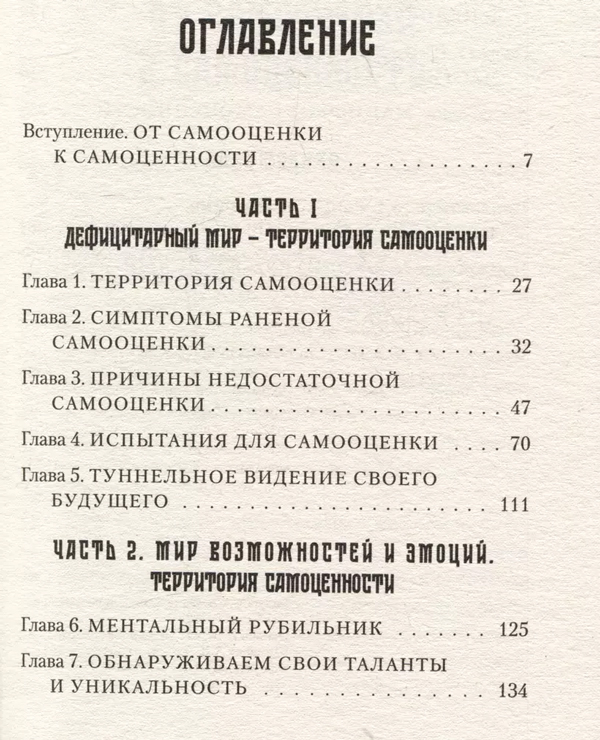 ОГЛАВЛЕНИЕ
Вступление. ОТ САМООЦЕНКИ
К САМОЦЕННОСТИ . . . . . . . . . . . . . . . . . . . 7
ЧАСТЬ I
ДЕФИЦИТАРНЫЙ МИР – ТЕРРИТОРИЯ САМООЦЕНКИ
Глава 1. ТЕРРИТОРИЯ САМООЦЕНКИ . . . . . . . . 27
Глава 2. СИМПТОМЫ РАНЕНОЙ
САМООЦЕНКИ . . . . . . . . . . . . . . . . . . . . . . 32
Глава 3. ПРИЧИНЫ НЕДОСТАТОЧНОЙ
САМООЦЕНКИ . . . . . . . . . . . . . . . . . . . . . . 47
Глава 4. ИСПЫТАНИЯ ДЛЯ САМООЦЕНКИ . . . . 70
Глава 5. ТУННЕЛЬНОЕ ВИДЕНИЕ СВОЕГО
БУДУЩЕГО . . . . . . . . . . . . . . . . . . . . . . . 111
ЧАСТЬ 2. МИР ВОЗМОЖНОСТЕЙ И ЭМОЦИЙ.
ТЕРРИТОРИЯ САМОЦЕННОСТИ
Глава 6. МЕНТАЛЬНЫЙ РУБИЛЬНИК . . . . . . . 125
Глава 7. ОБНАРУЖИВАЕМ СВОИ ТАЛАНТЫ
И УНИКАЛЬНОСТЬ . . . . . . . . . . . . . . . . . 134